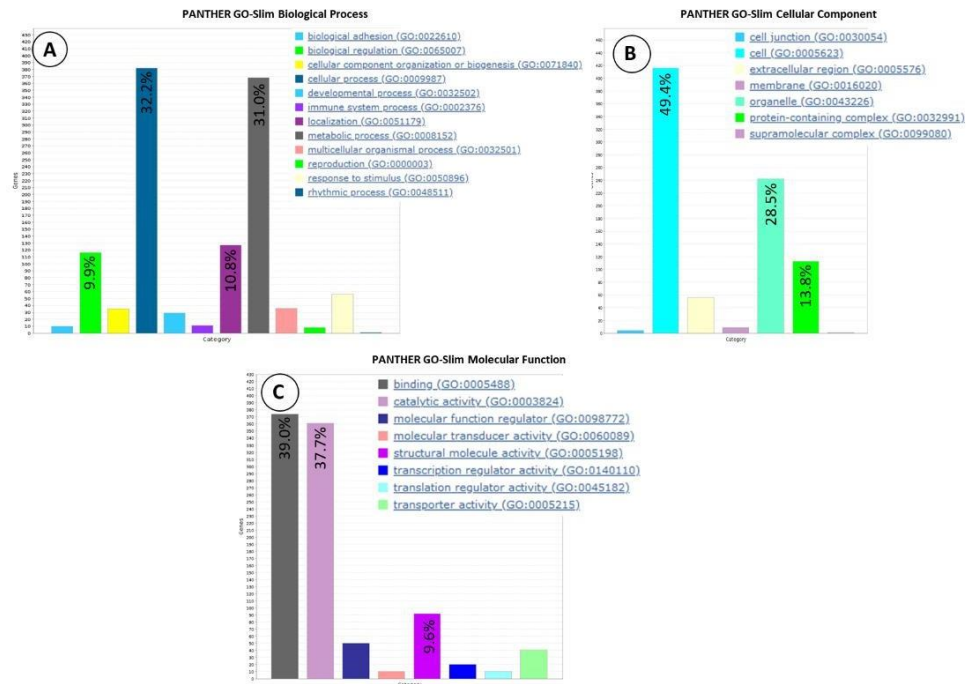 PANTHER GO-Slim Biological Process
A
biological adhesion (GO:0022610)
biological regulation (GO:0065007)
cellular component organization or biogenesis (GO:0071840)
cellular process (GO:0009987)
developmental process (GO:0032502)
immune system process (GO:0002376)
localization (GO:0051179)
metabolic process (GO:0008152)
multicellular organismal process (GO:0032501)
reproduction (GO:0000003)
response to stimulus (GO:0050896)
rhythmic process (GO:0048511)
9.9%
32.2%
10.8%
31.0%
Genes
Category
PANTHER GO-Slim Cellular Component
B
cell junction (GO:0030054)
cell (GO:0005623)
extracellular region (GO:0005576)
membrane (GO:0016020)
organelle (GO:0043226)
protein-containing complex (GO:0032991)
supramolecular complex (GO:0099080)
49.4%
28.5%
13.8%
Genes
Category
PANTHER GO-Slim Molecular Function
C
binding (GO:0005488)
catalytic activity (GO:0003824)
molecular function regulator (GO:0098772)
molecular transducer activity (GO:0060089)
structural molecule activity (GO:0005198)
transcription regulator activity (GO:0140110)
translation regulator activity (GO:0045182)
transporter activity (GO:0005215)
39.0%
37.7%
9.6%
Genes
Category